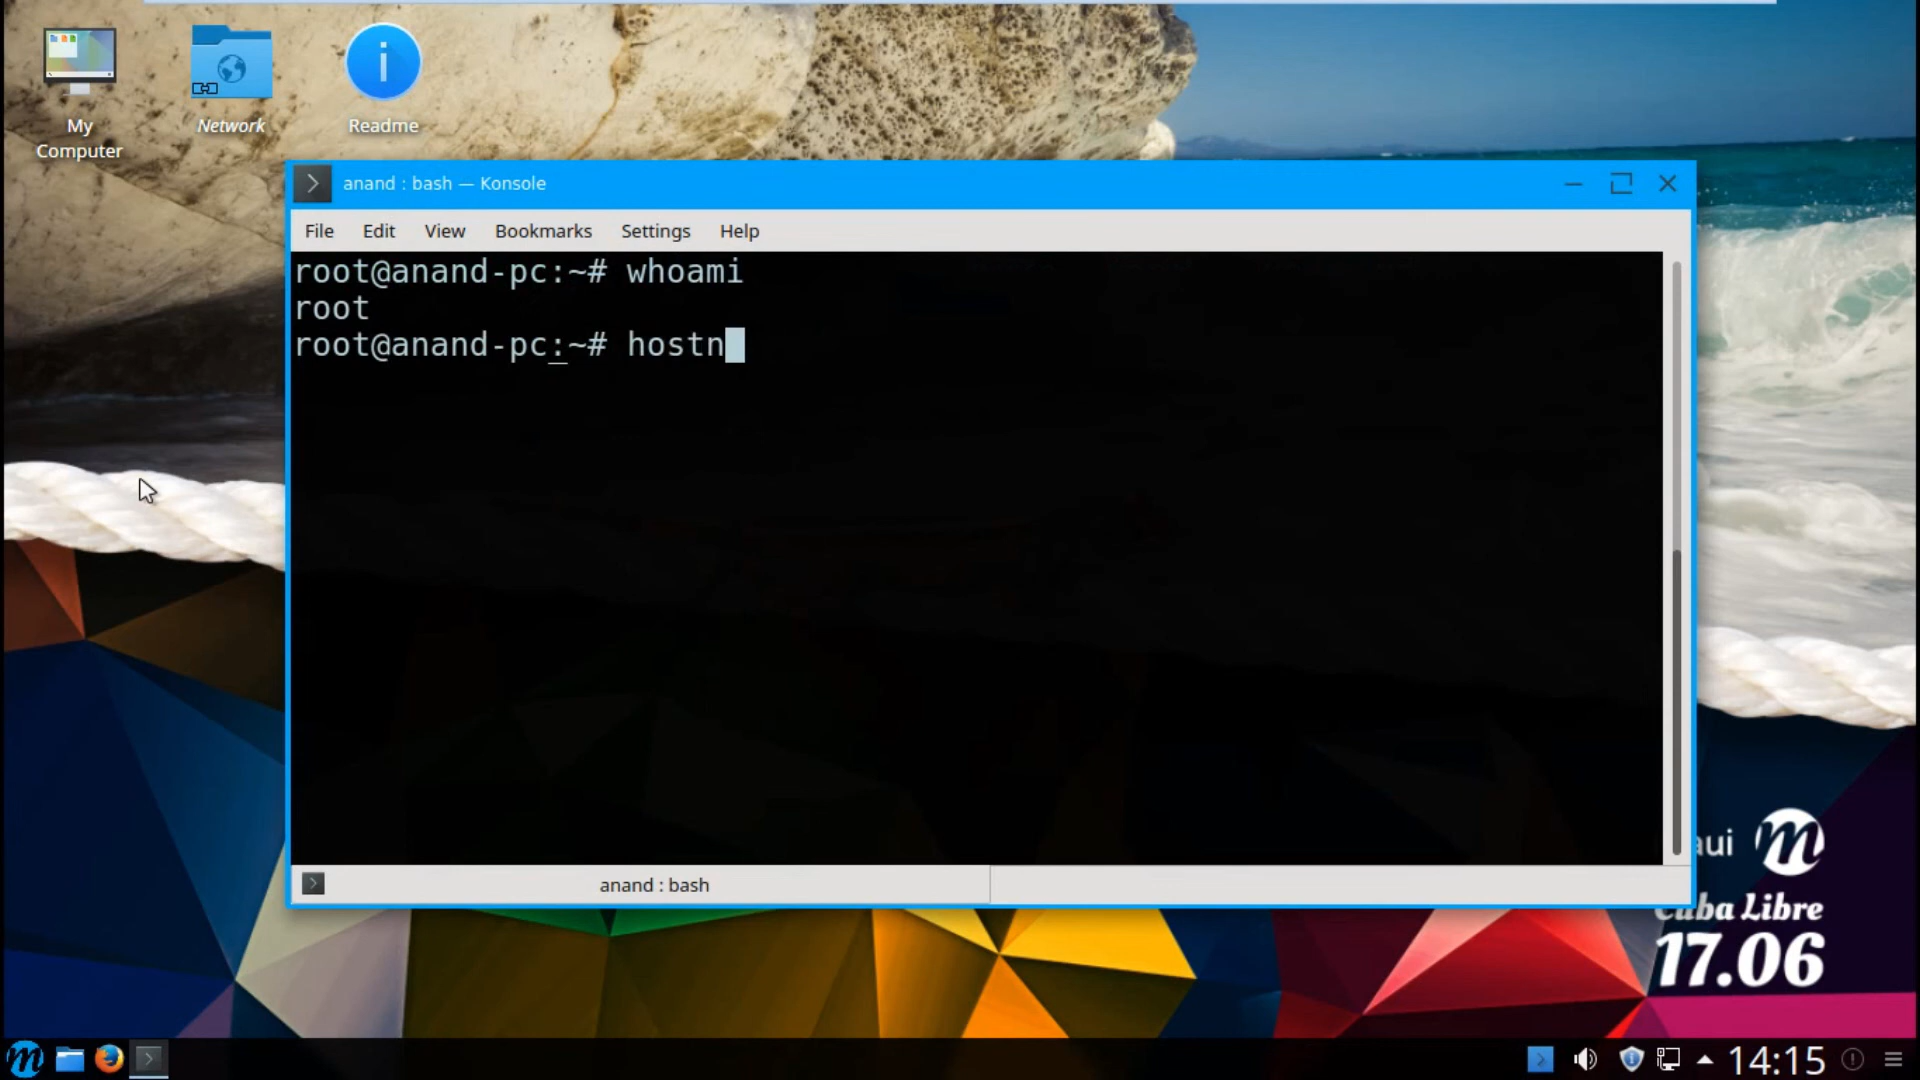 My
Computer
Network
Readme
anand : bash — Konsole
File Edit View Bookmarks Settings Help
root@anand-pc:~# whoami
root
root@anand-pc:~# hostn
anand : bash
m
Libre
17.06
14:15